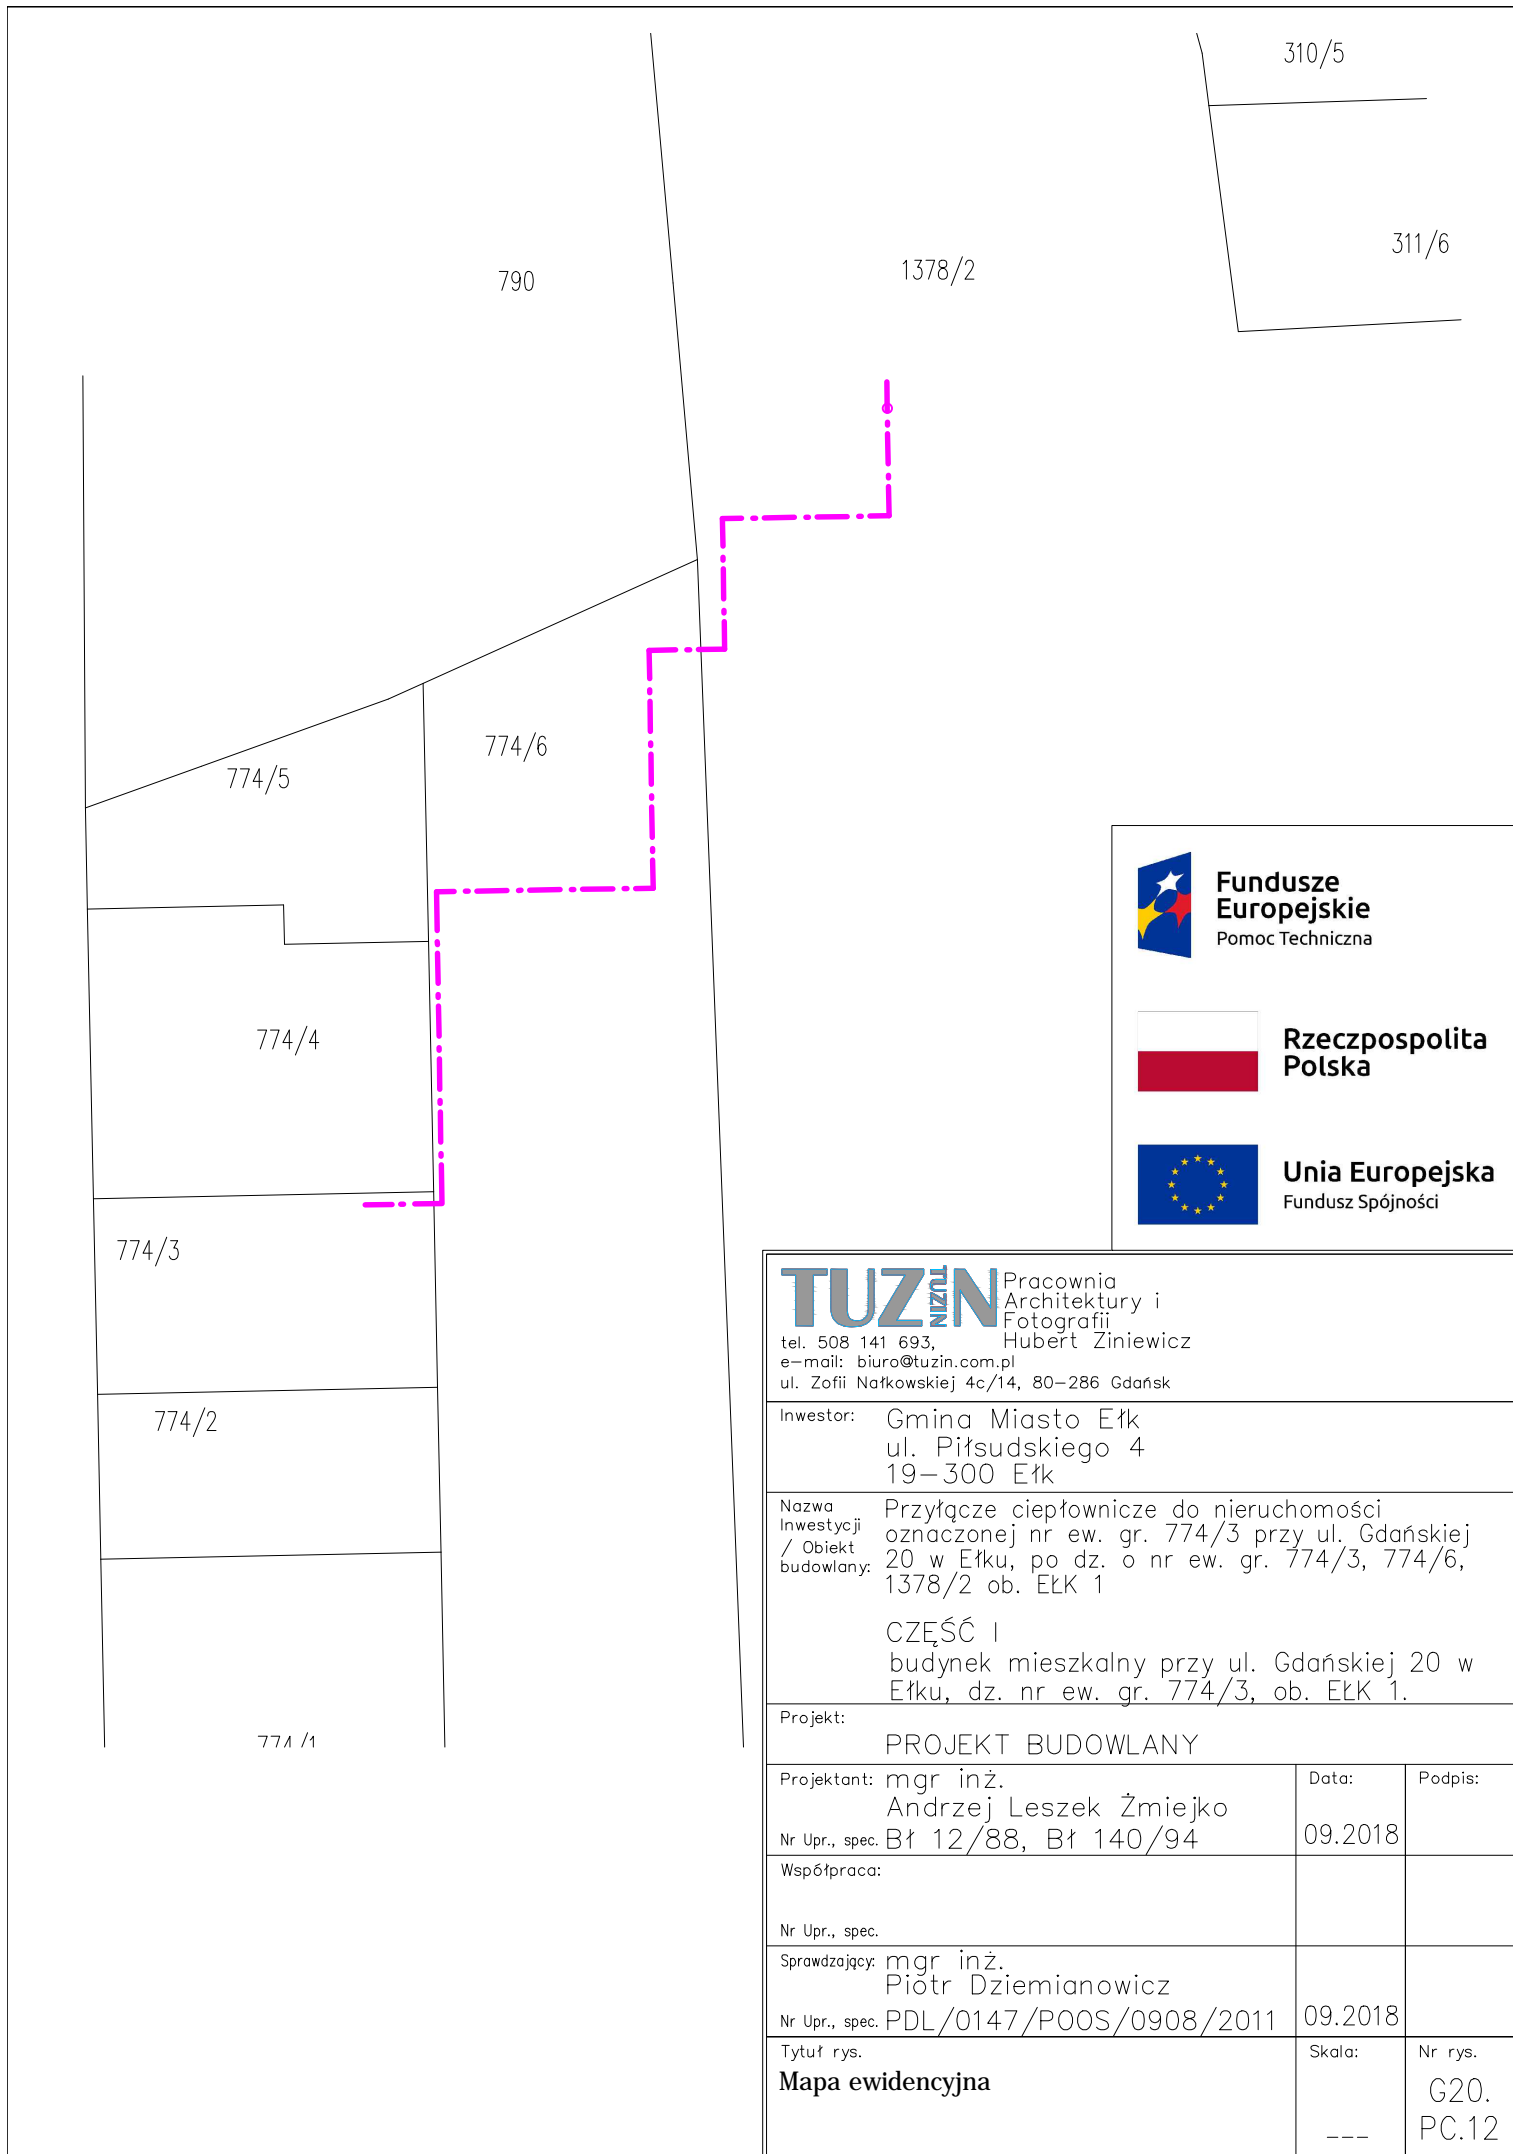 310/5
311/6
790
1378/2
774/6
774/5
774/4
774/3
774/2
774/1
Fundusze
Europejskie
Pomoc Techniczna
Rzeczpospolita
Polska
Unia Europejska
Fundusz Spójności
TUZIN TUZIN
Pracownia
Architektury i
Fotografii
Hubert Ziniewicz
tel. 508 141 693,
e-mail: biuro@tuzin.com.pl
ul. Zofii Nałkowskiej 4c/14, 80-286 Gdańsk
Inwestor: Gmina Miasto Ełk
ul. Piłsudskiego 4
19-300 Ełk
Nazwa
Inwestycji
/ Obiekt
budowlany:
Przyłącze ciepłownicze do nieruchomości
oznaczonej nr ew. gr. 774/3 przy ul. Gdańskiej
20 w Ełku, po dz. o nr ew. gr. 774/3, 774/6,
1378/2 ob. EŁK 1
CZĘŚĆ I
budynek mieszkalny przy ul. Gdańskiej 20 w
Ełku, dz. nr ew. gr. 774/3, ob. EŁK 1.
Projekt:
PROJEKT BUDOWLANY
Projektant: mgr inż.
Andrzej Leszek Żmiejko
Nr Upr., spec. Bł 12/88, Bł 140/94
Data:
09.2018
Podpis:
Współpraca:
Nr Upr., spec.
Sprawdzający: mgr inż.
Piotr Dziemianowicz
Nr Upr., spec. PDL/0147/POOS/0908/2011
09.2018
Tytuł rys.
Mapa ewidencyjna
Skala:
---
Nr rys.
G20.
PC.12